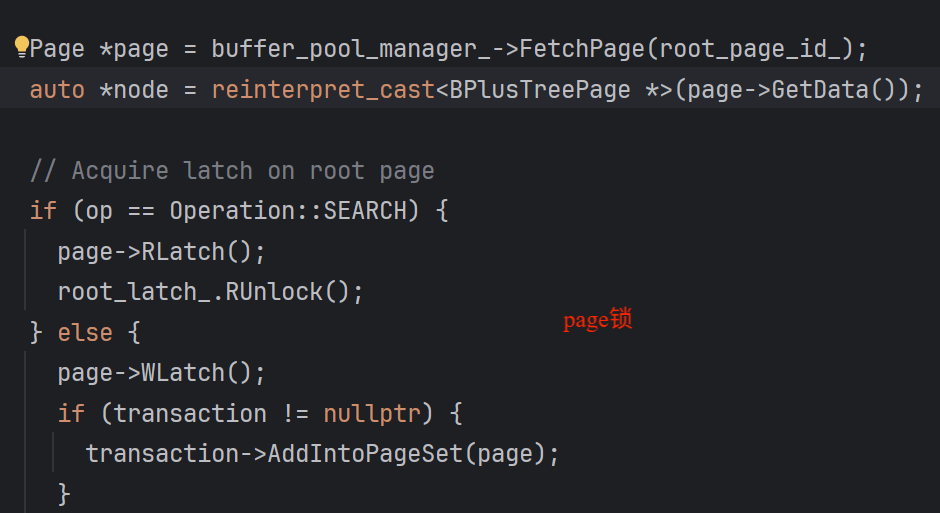 Page *page = buffer_pool_manager_->FetchPage(root_page_id_);
auto *node = reinterpret_cast<BPlusTreePage *>(page->GetData());
// Acquire latch on root page
if (op == Operation::SEARCH) {
page->RLatch();
root_latch_.RUnlock();
page锁
} else {
page->WLatch();
if (transaction != nullptr) {
transaction->AddIntoPageSet(page);
}